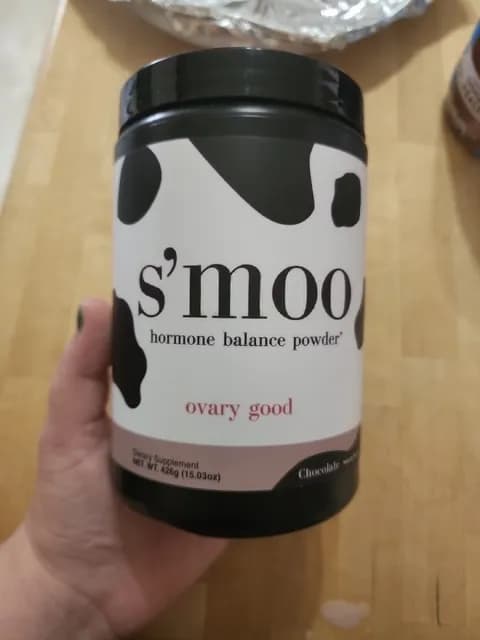 s'moo
hormone balance powder*
ovary good
Dietary Supplement
NET. WT. 426g (15.03oz)
Chocolate